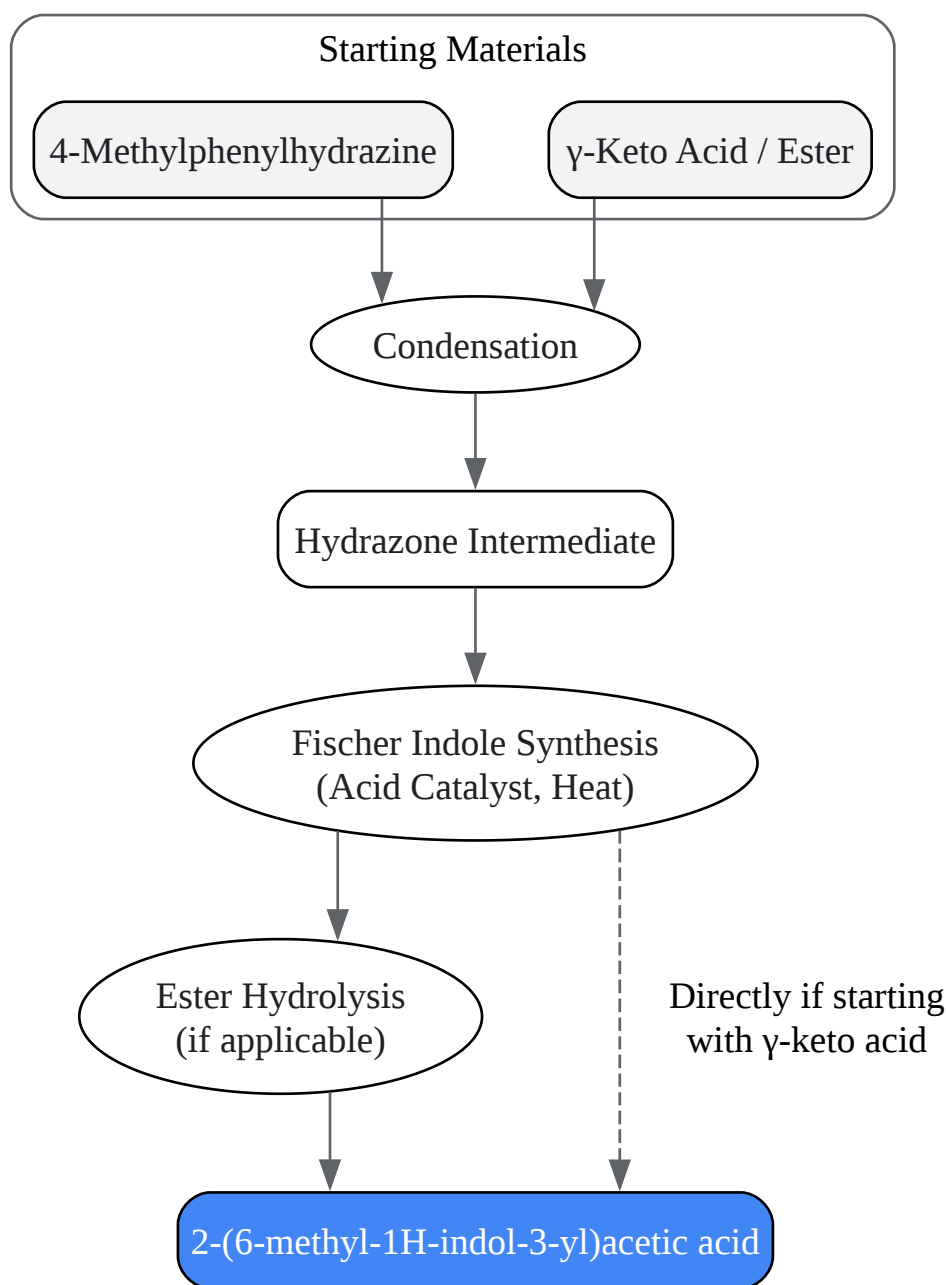 Starting Materials
4-Methylphenylhydrazine
γ-Keto Acid / Ester
Condensation
Hydrazone Intermediate
Fischer Indole Synthesis
(Acid Catalyst, Heat)
Ester Hydrolysis
(if applicable)
Directly if starting
with γ-keto acid
2-(6-methyl-1H-indol-3-yl)acetic acid